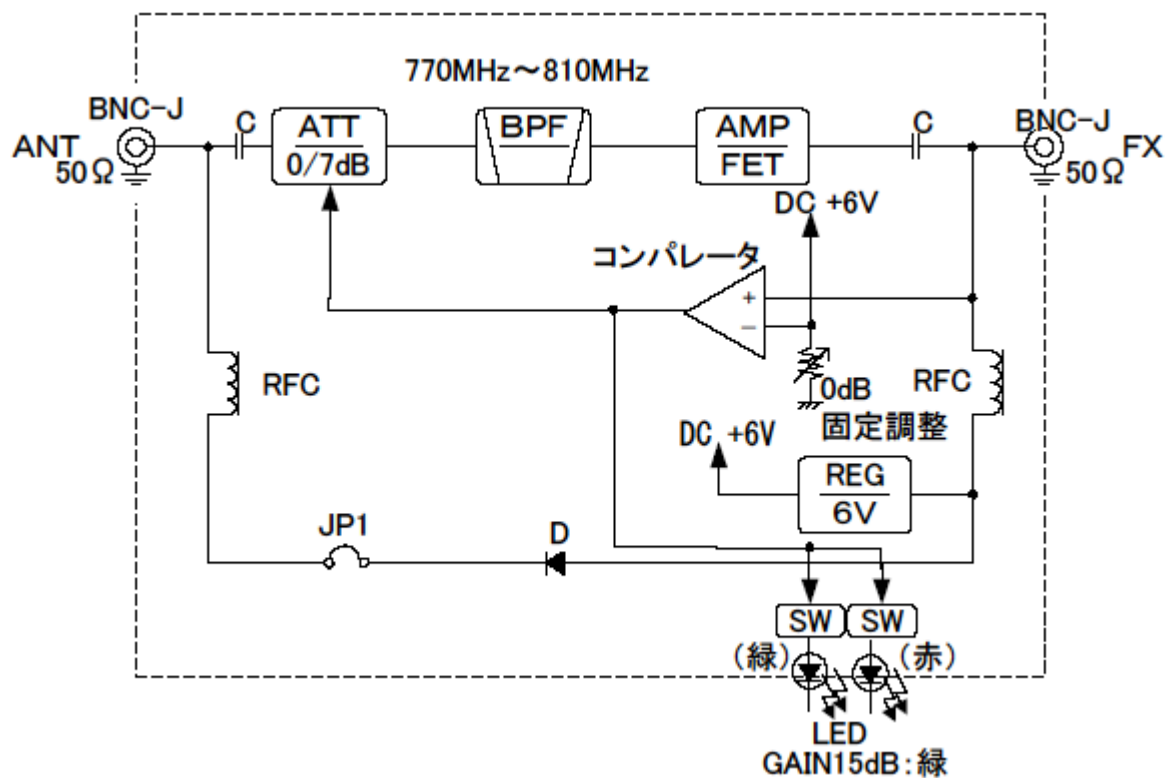 770MHz～810MHz
BNC-J
ANT
50Ω
C
ATT
0/7dB
BPF
AMP
FET
C
BNC-J
FX
50Ω
DC +6V
コンパレータ
+
−
RFC
0dB
固定調整
RFC
DC +6V
REG
6V
JP1
D
SW
SW
(緑)
(赤)
LED
GAIN15dB:緑